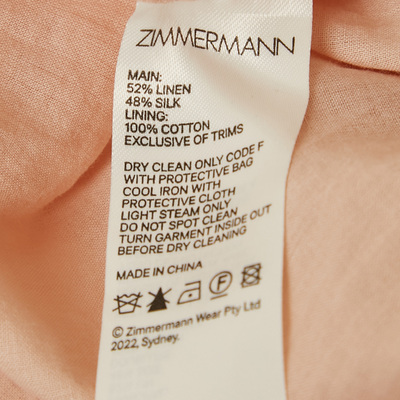 ZIMMERMANN
MAIN:
52% LINEN
48% SILK
LINING:
100% COTTON
EXCLUSIVE OF TRIMS
DRY CLEAN ONLY CODE F
WITH PROTECTIVE BAG
COOL IRON WITH
PROTECTIVE CLOTH
LIGHT STEAM ONLY
DO NOT SPOT CLEAN
TURN GARMENT INSIDE OUT
BEFORE DRY CLEANING
MADE IN CHINA
F
© Zimmermann Wear Pty Ltd
2022, Sydney.